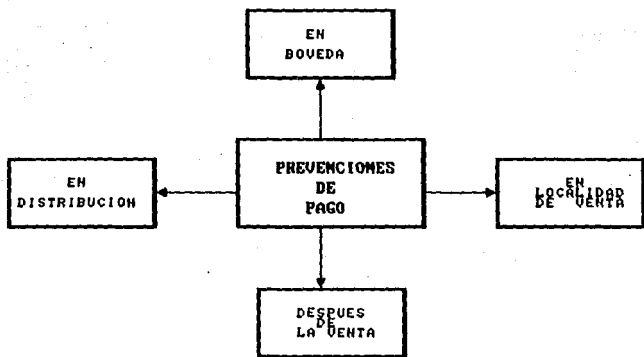 EN
BOVEDA
PREVENCIONES
DE
PAGO
EN
DISTRIBUCION
EN
LOCALIDAD
DE VENTA
DESPUES
DE
LA VENTA